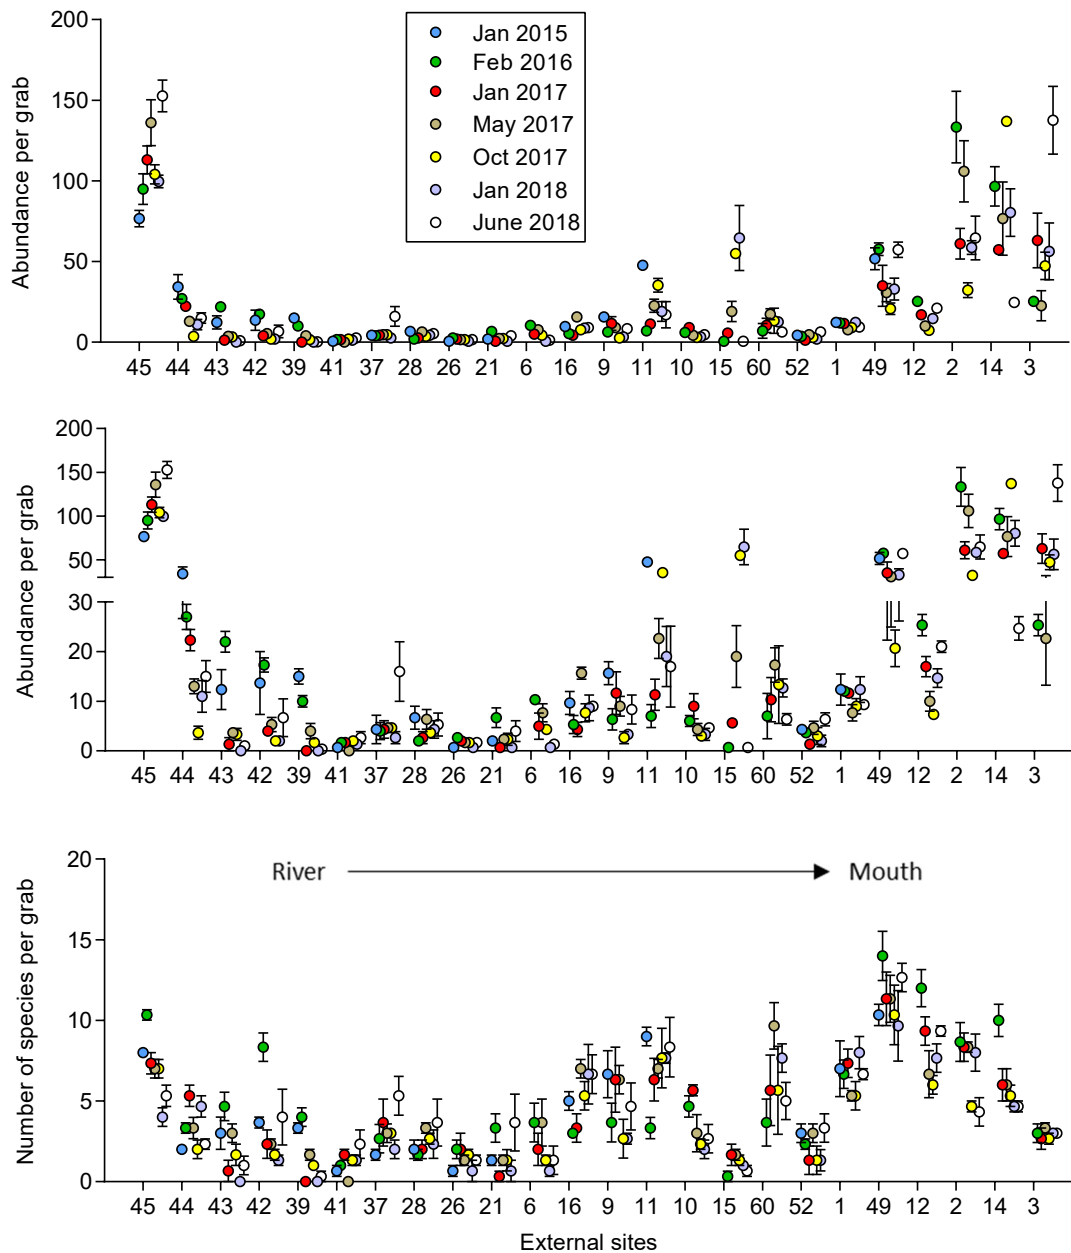 Abundance per grab
200
150
100
50
0
Jan 2015
Feb 2016
Jan 2017
May 2017
Oct 2017
Jan 2018
June 2018
45 44 43 42 39 41 37 28 26 21 6 16 9 11 10 15 60 52 1 49 12 2 14 3
Abundance per grab
200
150
100
50
30
20
10
0
45 44 43 42 39 41 37 28 26 21 6 16 9 11 10 15 60 52 1 49 12 2 14 3
Number of species per grab
20
15
10
5
0
River Mouth
45 44 43 42 39 41 37 28 26 21 6 16 9 11 10 15 60 52 1 49 12 2 14 3
External sites